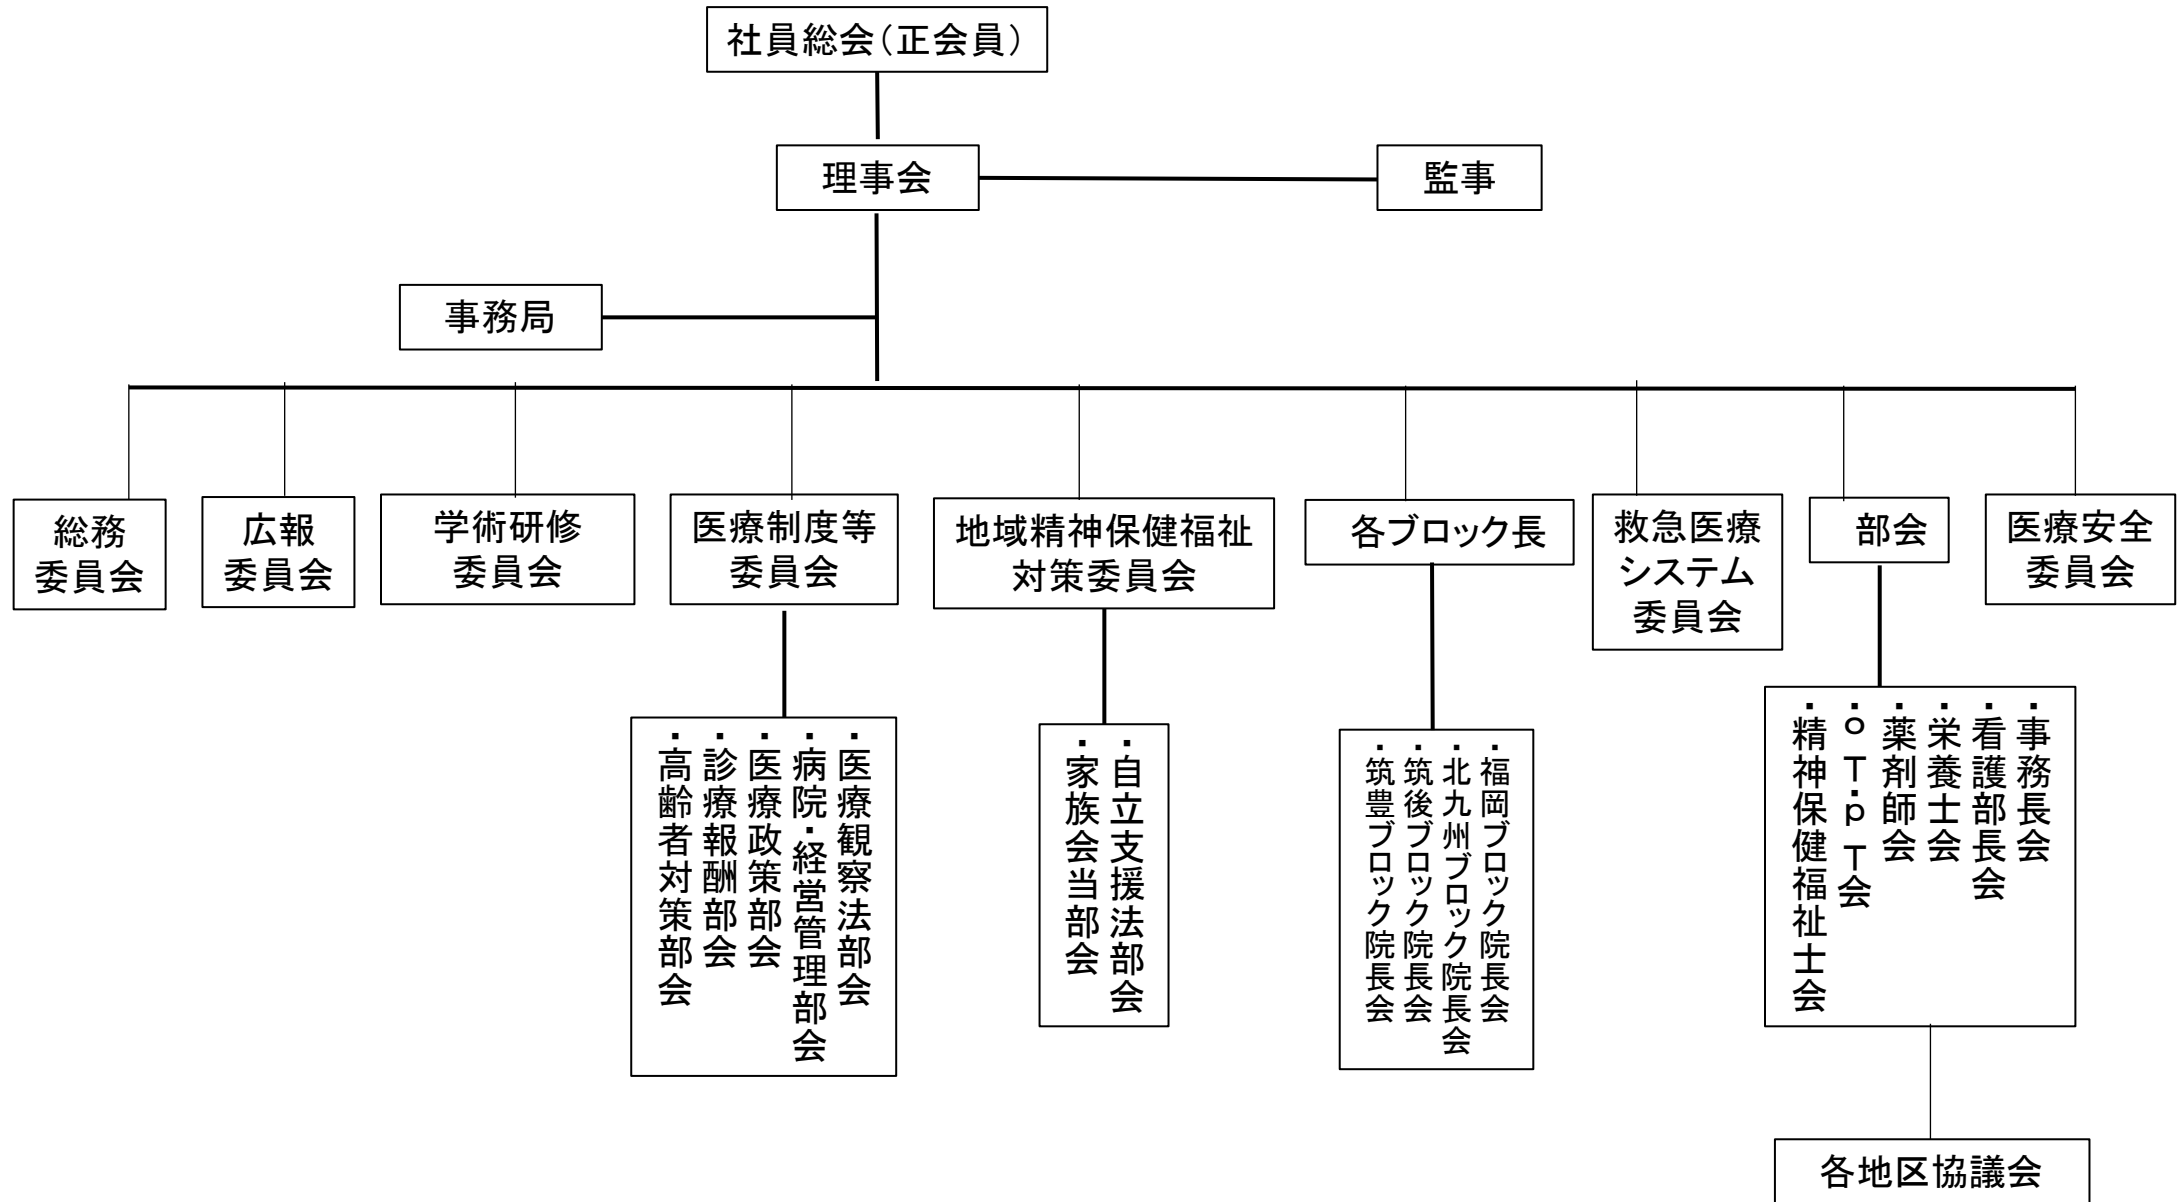 社員総会（正会員）
理事会
監事
事務局
総務
委員会
広報
委員会
学術研修
委員会
医療制度等
委員会
地域精神保健福祉
対策委員会
各ブロック長
救急医療
システム
委員会
部会
医療安全
委員会
・医療観察法部会
・病院・経営管理部会
・医療政策部会
・診療報酬部会
・高齢者対策部会
・自立支援法部会
・家族会当部会
・福岡ブロック院長会
・北九州ブロック院長会
・筑後ブロック院長会
・筑豊ブロック院長会
・事務長会
・看護部長会
・栄養士会
・薬剤師会
・ｏＴ・ｐＴ会
・精神保健福祉士会
各地区協議会